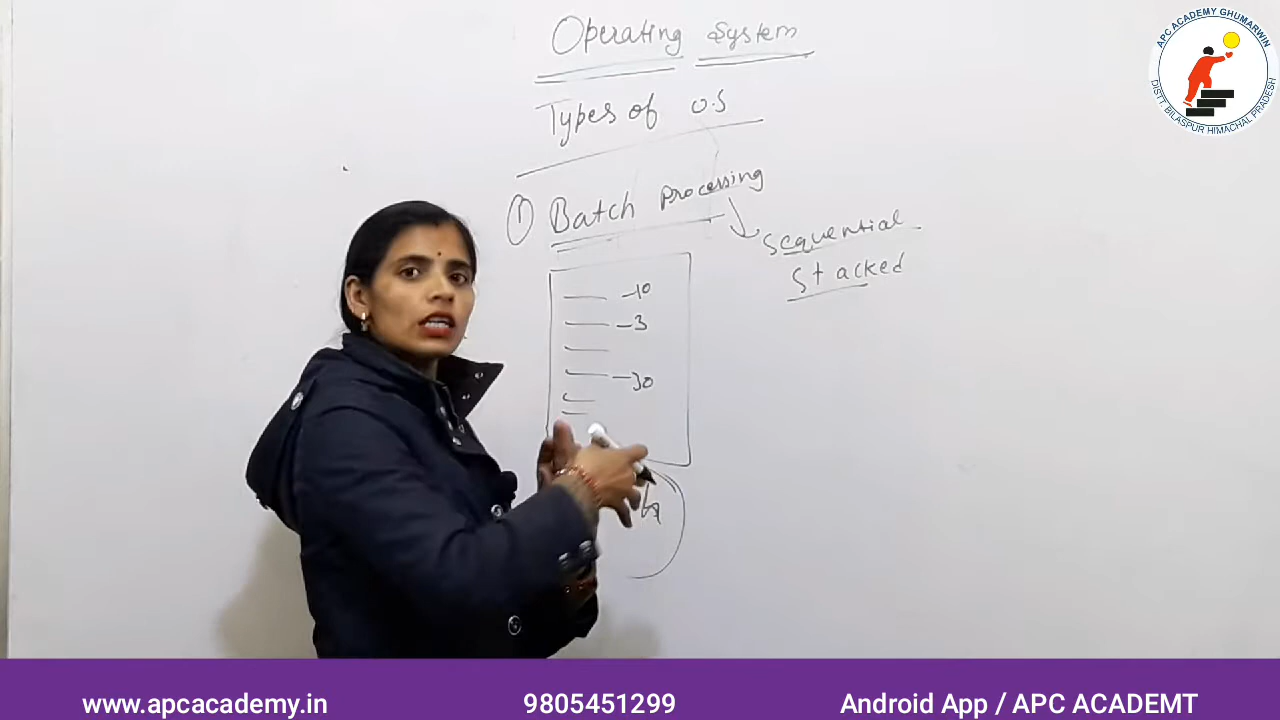 Operating System
Types of O.S
① Batch Processing
Sequential
Stacked
-10
-3
-30
APC ACADEMY GHUMARWIN
DISTT. BILASPUR HIMACHAL PRADESH
www.apcacademy.in 9805451299 Android App / APC ACADEMT